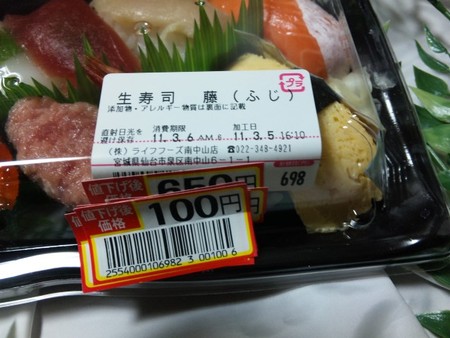 プラ
生寿司 藤(ふじ)
添加物・アレルギー物質は裏面に記載
直射日光を
避け保存
消費期限
加工日
11.3.6 AM 6
11.3.5 16:10
(株)ライフフーズ南中山店 ☎022-348-4921
宮城県仙台市泉区南中山6-1-1
698
値下げ後
650円
値下げ後
価格
100円
2554000106982 3 00100 6